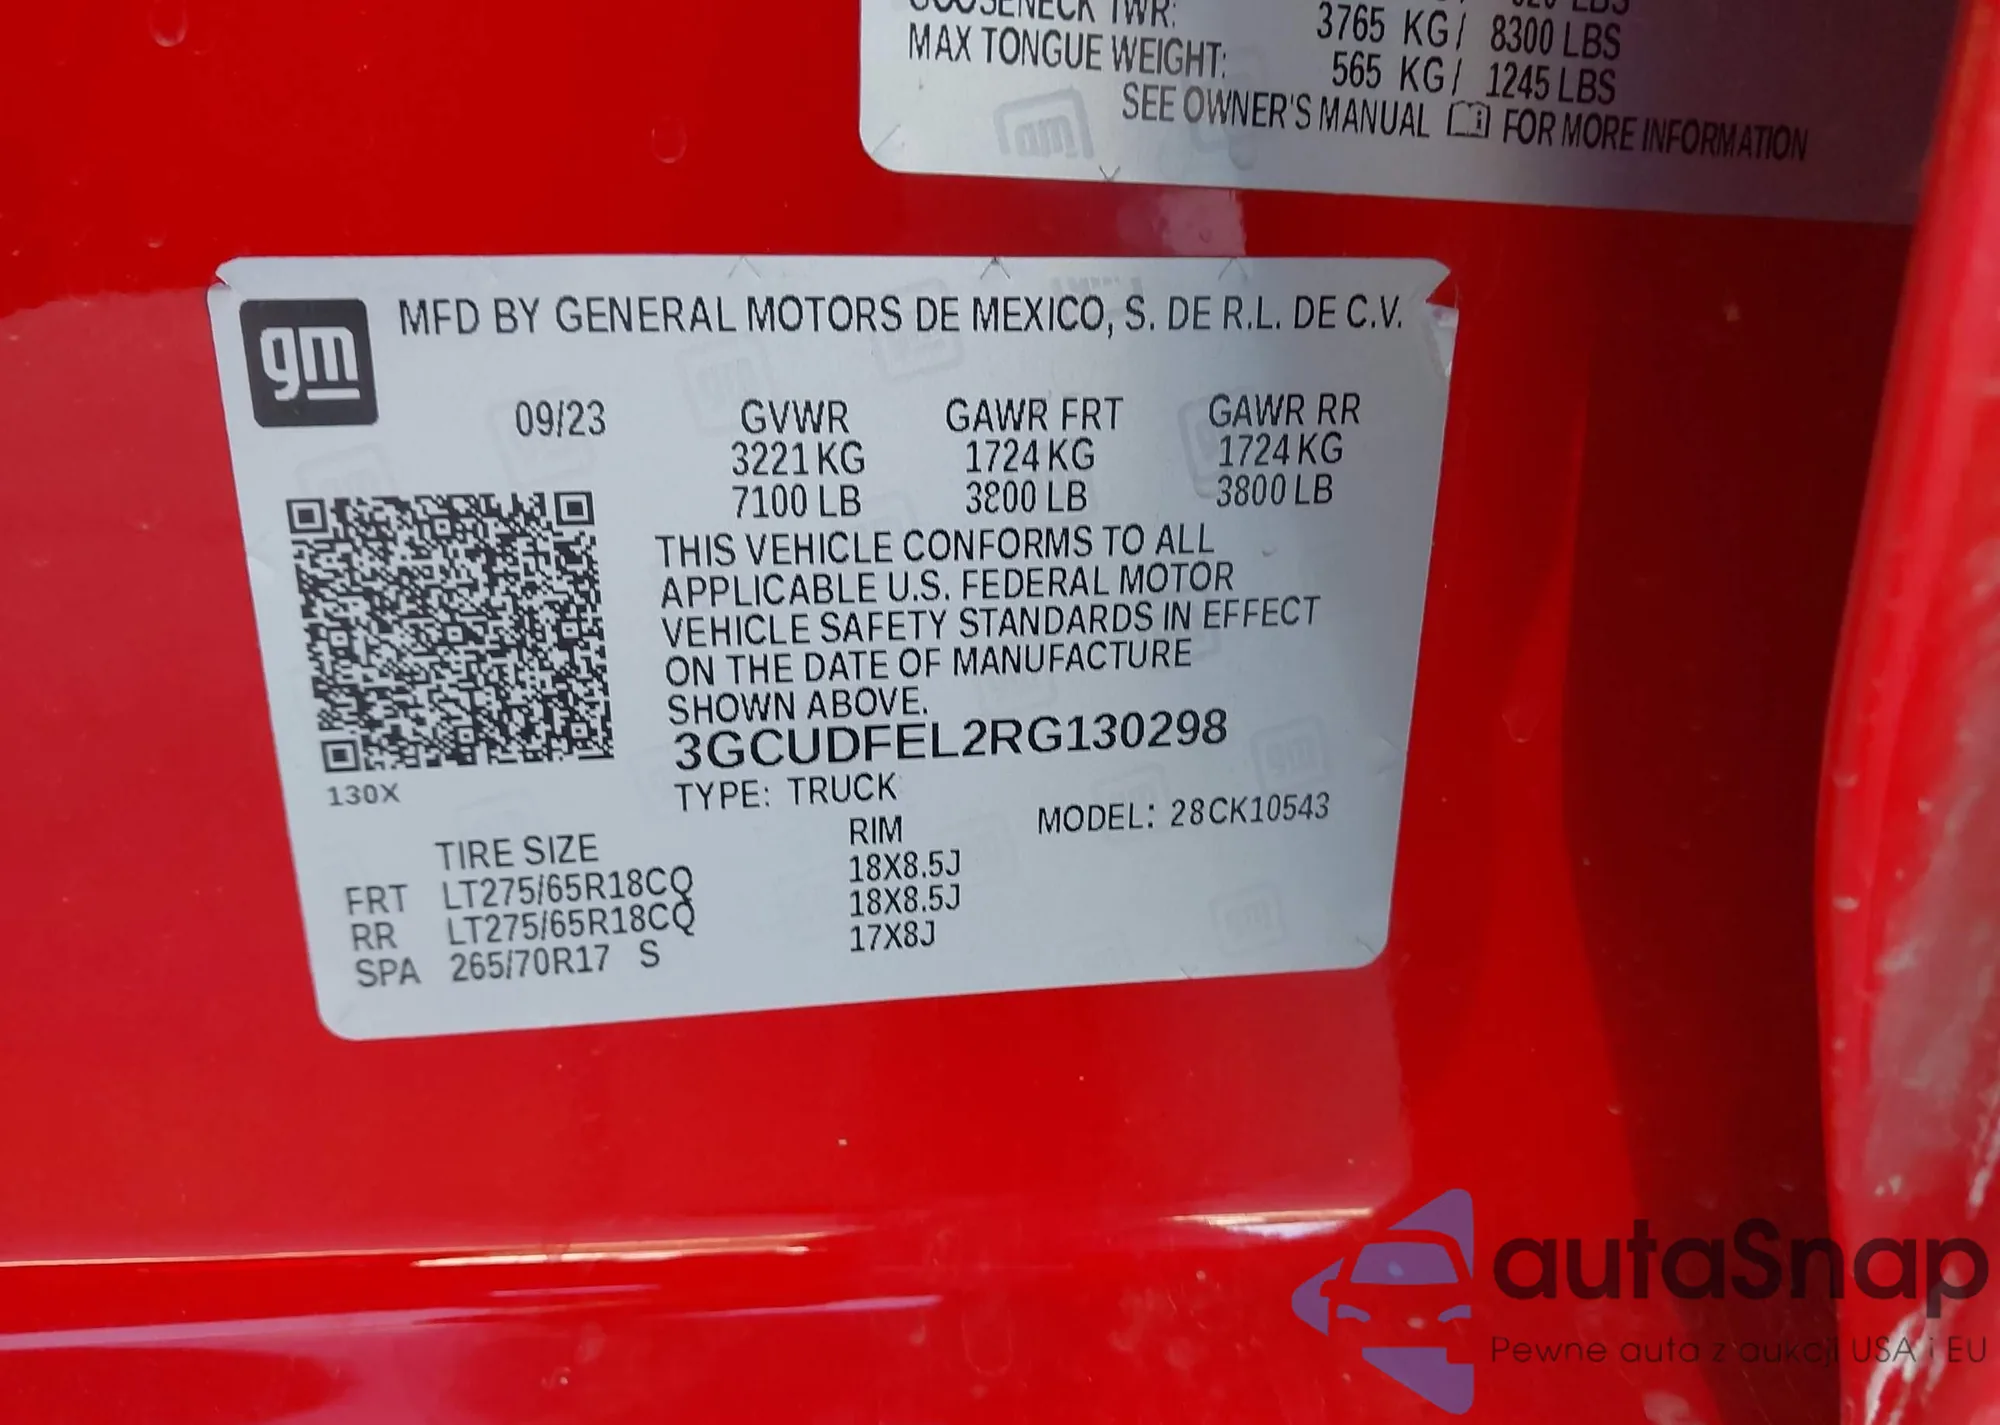 GOOSENECK TWR: 3765 KG/ 8300 LBS
MAX TONGUE WEIGHT: 565 KG/ 1245 LBS
SEE OWNER'S MANUAL FOR MORE INFORMATION
gm
MFD BY GENERAL MOTORS DE MEXICO, S. DE R.L. DE C.V.
09/23 GVWR GAWR FRT GAWR RR
3221 KG 1724 KG 1724 KG
7100 LB 3800 LB 3800 LB
THIS VEHICLE CONFORMS TO ALL
APPLICABLE U.S. FEDERAL MOTOR
VEHICLE SAFETY STANDARDS IN EFFECT
ON THE DATE OF MANUFACTURE
SHOWN ABOVE.
3GCUDFEL2RG130298
130X
TYPE: TRUCK
MODEL: 28CK10543
TIRE SIZE RIM
FRT LT275/65R18CQ 18X8.5J
RR LT275/65R18CQ 18X8.5J
SPA 265/70R17 S 17X8J
autaSnap
Pewne auta z aukcji USA i EU